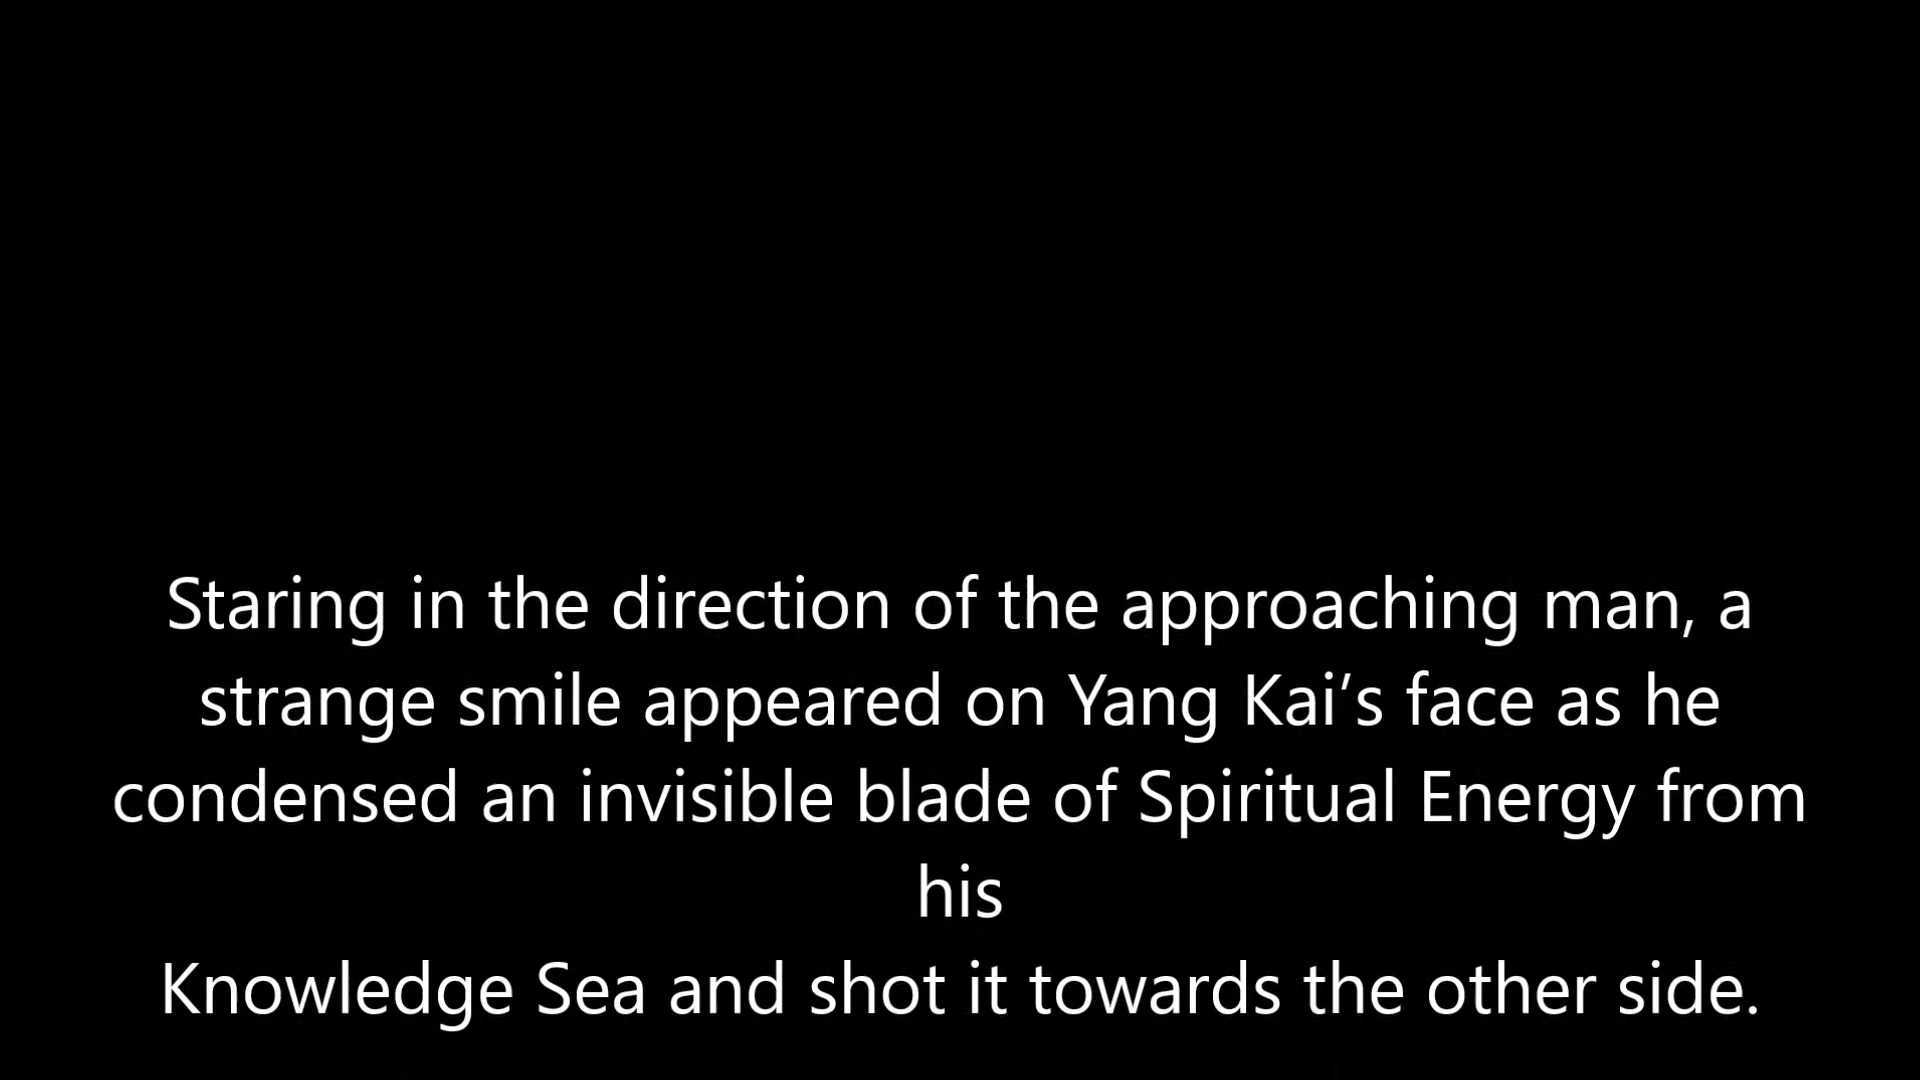 Staring in the direction of the approaching man, a
strange smile appeared on Yang Kai’s face as he
condensed an invisible blade of Spiritual Energy from
his
Knowledge Sea and shot it towards the other side.